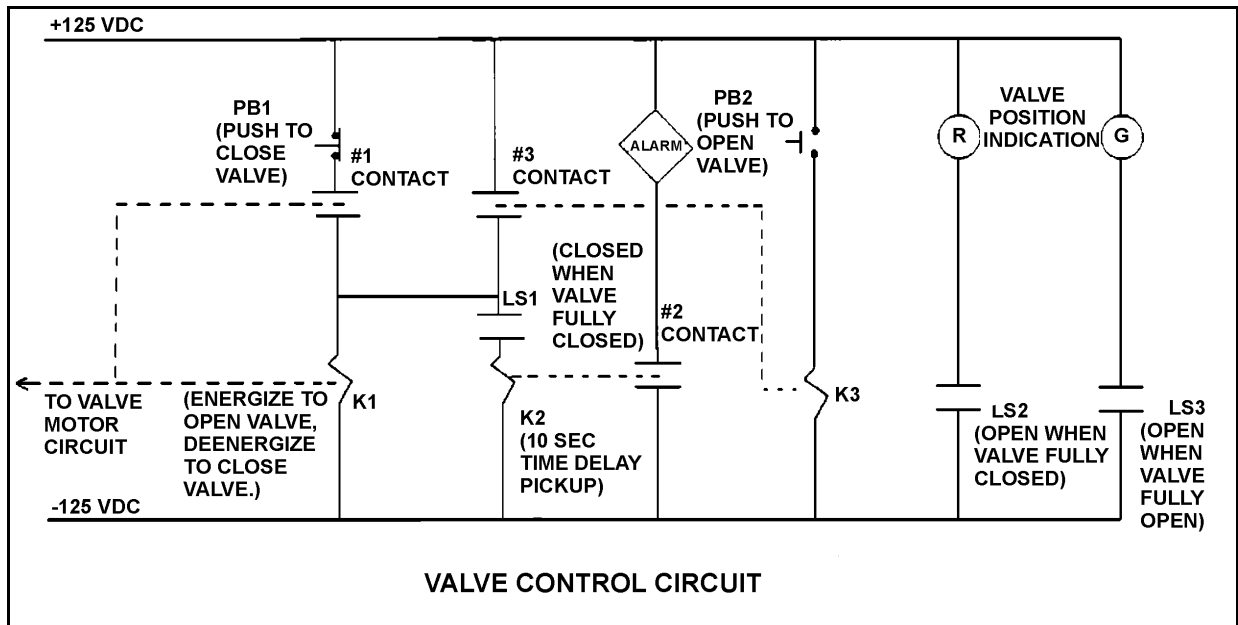 +125 VDC
PB1
(PUSH TO
CLOSE
VALVE)
#1
CONTACT
#3
CONTACT
ALARM
PB2
(PUSH TO
OPEN
VALVE)
R
VALVE
POSITION
INDICATION
G
(CLOSED
WHEN
VALVE
FULLY
CLOSED)
LS1
#2
CONTACT
TO VALVE
MOTOR
CIRCUIT
(ENERGIZE TO
OPEN VALVE,
DEENERGIZE
TO CLOSE
VALVE.)
K1
K2
(10 SEC
TIME DELAY
PICKUP)
K3
LS2
(OPEN WHEN
VALVE FULLY
CLOSED)
LS3
(OPEN
WHEN
VALVE
FULLY
OPEN)
-125 VDC
VALVE CONTROL CIRCUIT